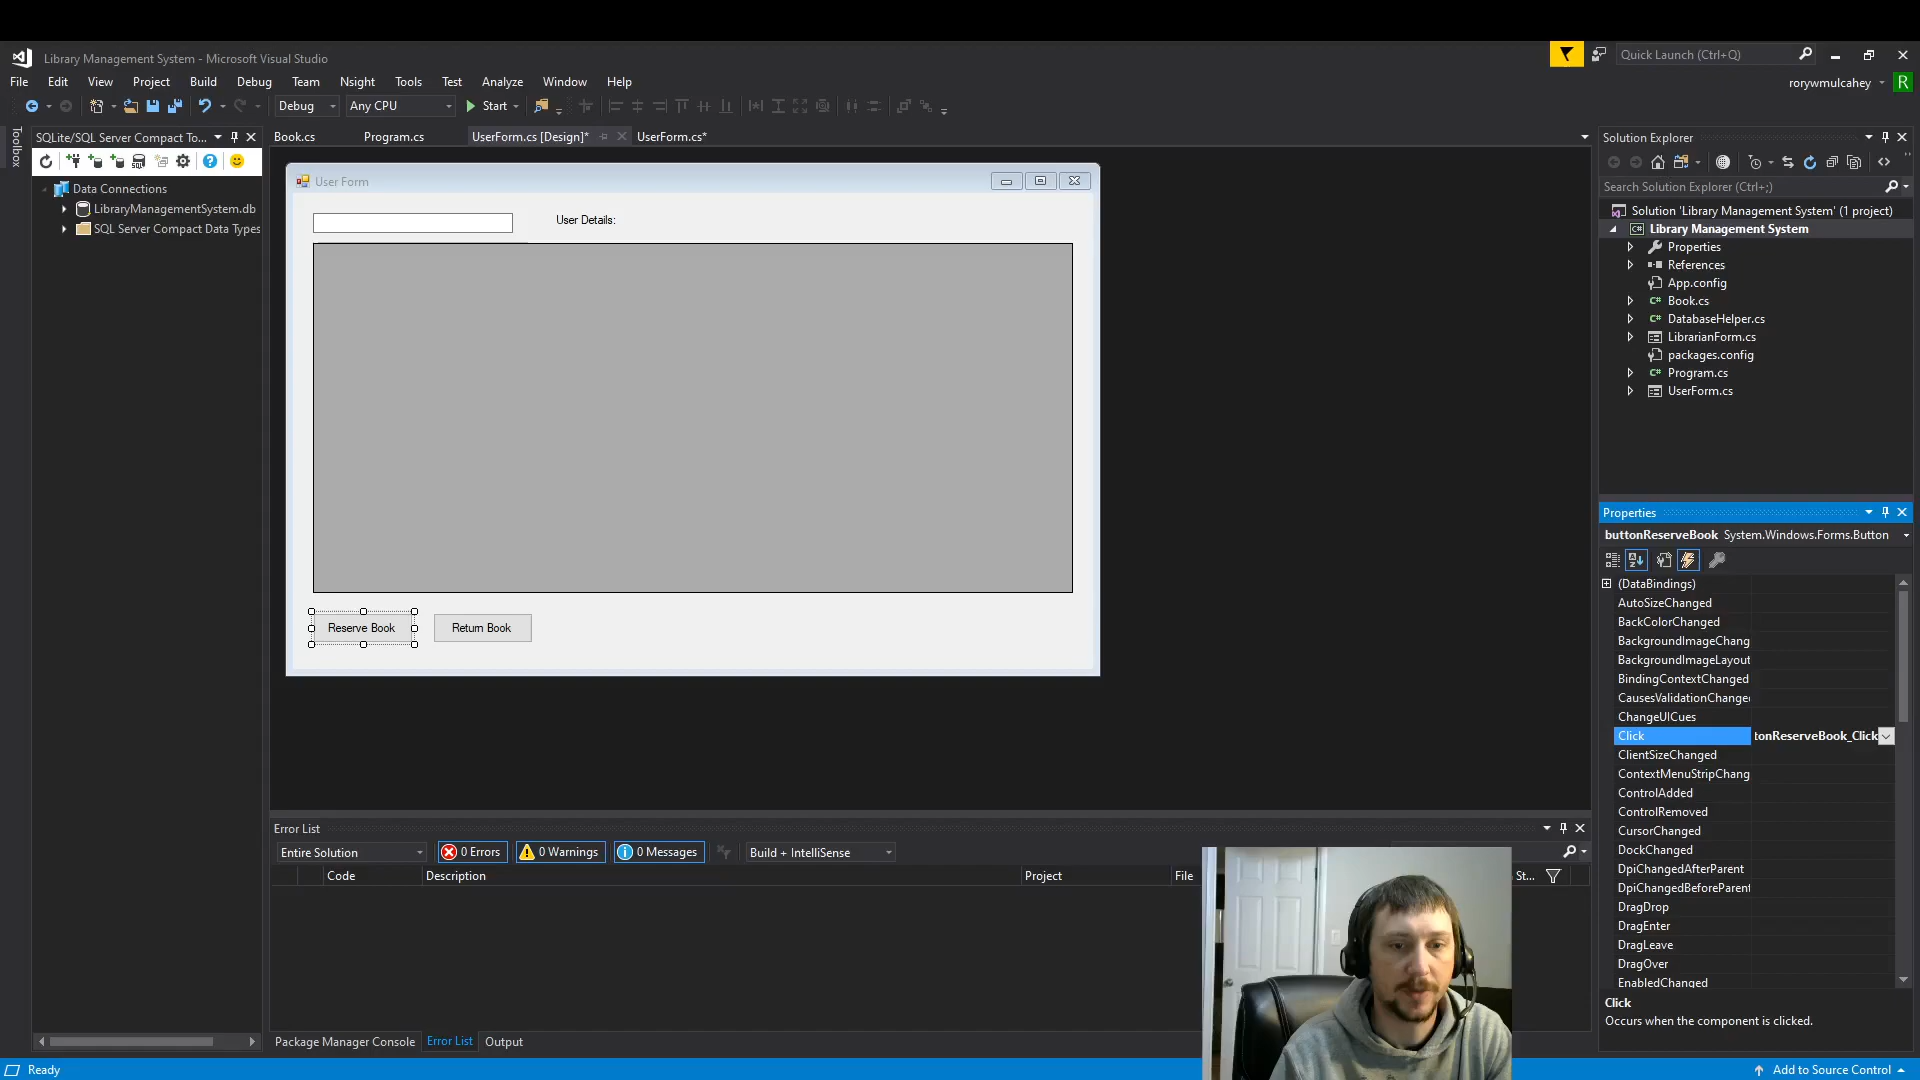 Library Management System - Microsoft Visual Studio
Quick Launch (Ctrl+Q)
File Edit View Project Build Debug Team Nsight Tools Test Analyze Window Help
rorywmulcahey R
Debug Any CPU Start
Toolbox
SQLite/SQL Server Compact To...
Data Connections
LibraryManagementSystem.db
SQL Server Compact Data Types
Book.cs Program.cs UserForm.cs [Design]* UserForm.cs*
User Form
User Details:
Reserve Book Return Book
Error List
Entire Solution 0 Errors 0 Warnings 0 Messages Build + IntelliSense
Code Description Project File St...
Package Manager Console Error List Output
Solution Explorer
Search Solution Explorer (Ctrl+;)
Solution 'Library Management System' (1 project)
Library Management System
Properties
References
App.config
Book.cs
DatabaseHelper.cs
LibrarianForm.cs
packages.config
Program.cs
UserForm.cs
Properties
buttonReserveBook System.Windows.Forms.Button
(DataBindings)
AutoSizeChanged
BackColorChanged
BackgroundImageChang
BackgroundImageLayout
BindingContextChanged
CausesValidationChange
ChangeUICues
Click tonReserveBook_Click
ClientSizeChanged
ContextMenuStripChang
ControlAdded
ControlRemoved
CursorChanged
DockChanged
DpiChangedAfterParent
DpiChangedBeforeParent
DragDrop
DragEnter
DragLeave
DragOver
EnabledChanged
Click
Occurs when the component is clicked.
Ready
Add to Source Control